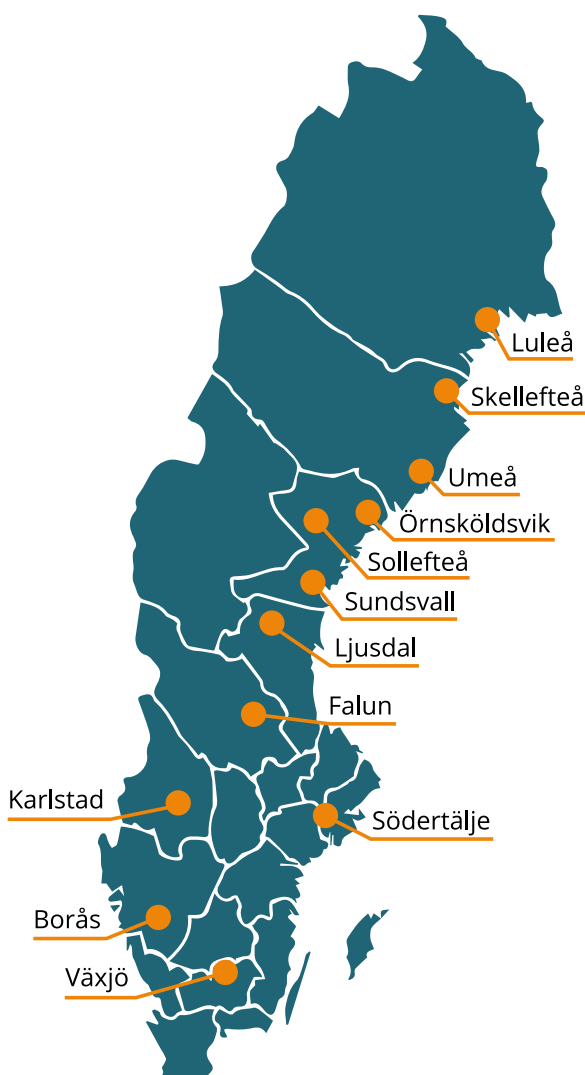 Luleå
Skellefteå
Umeå
Örnsköldsvik
Sollefteå
Sundsvall
Ljusdal
Falun
Karlstad
Södertälje
Borås
Växjö